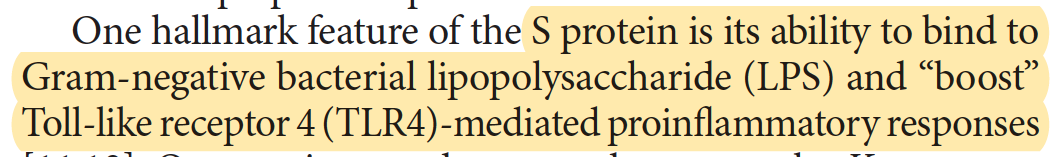 One hallmark feature of the S protein is its ability to bind to
Gram-negative bacterial lipopolysaccharide (LPS) and “boost”
Toll-like receptor 4 (TLR4)-mediated proinflammatory responses